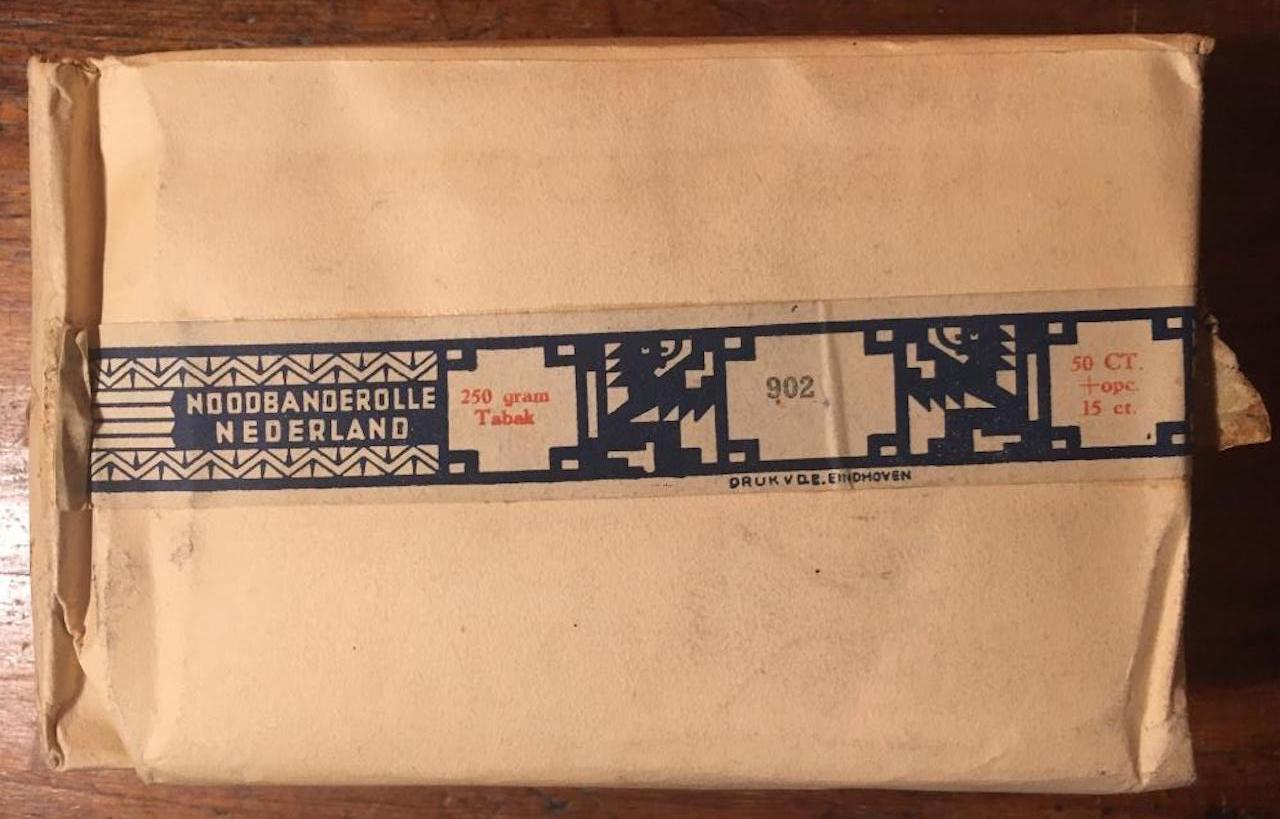 NOODBANDEROLLE
NEDERLAND
250 gram
Tabak
902
50 CT.
+opc.
15 ct.
DRUK V.D.B. EINDHOVEN